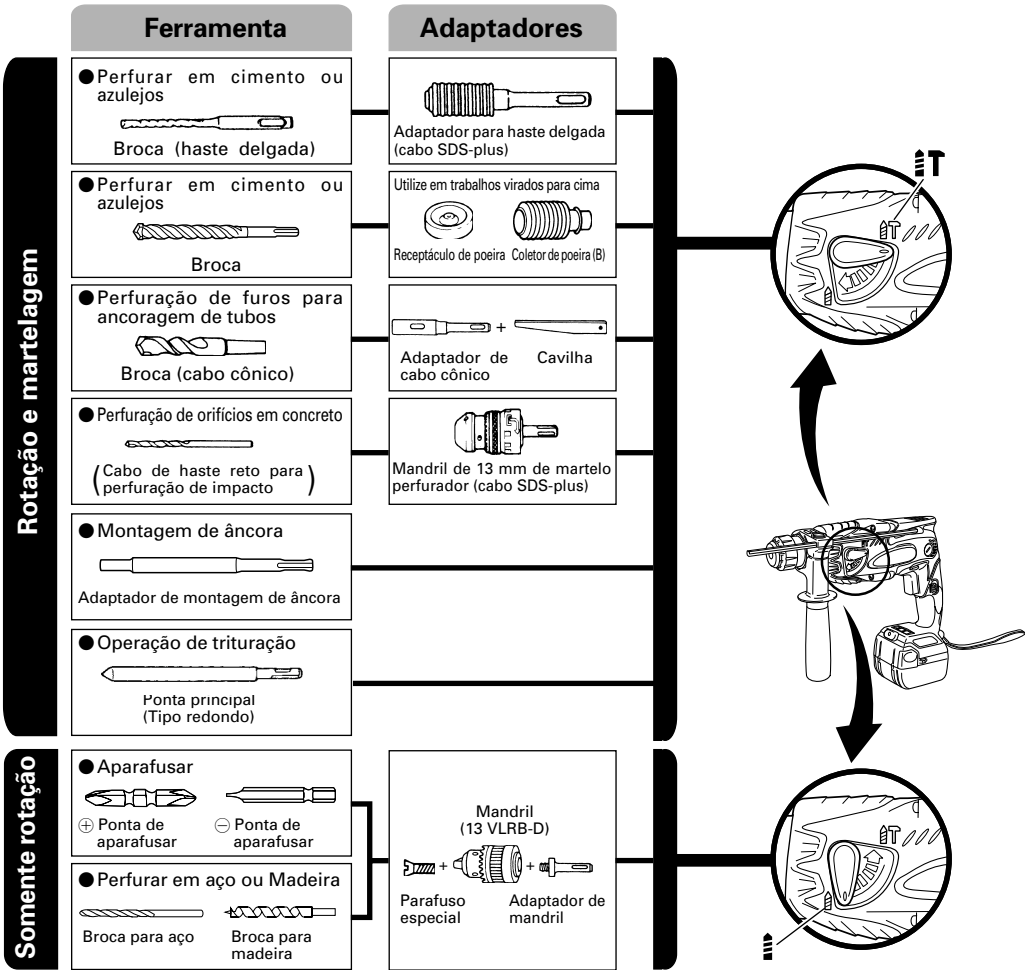 Ferramenta
Adaptadores
Rotação e martelagem
●Perfurar em cimento ou
azulejos
Broca (haste delgada)
Adaptador para haste delgada
(cabo SDS-plus)
●Perfurar em cimento ou
azulejos
Broca
Utilize em trabalhos virados para cima
Receptáculo de poeira
Coletor de poeira (B)
●Perfuração de furos para
ancoragem de tubos
Broca (cabo cônico)
+
Adaptador de
cabo cônico
Cavilha
●Perfuração de orifícios em concreto
(Cabo de haste reto para
perfuração de impacto)
Mandril de 13 mm de martelo
perfurador (cabo SDS-plus)
●Montagem de âncora
Adaptador de montagem de âncora
●Operação de trituração
Ponta principal
(Tipo redondo)
Somente rotação
●Aparafusar
⊕ Ponta de
aparafusar
⊖ Ponta de
aparafusar
●Perfurar em aço ou Madeira
Broca para aço
Broca para
madeira
Mandril
(13 VLRB-D)
+ +
Parafuso
especial
Adaptador de
mandril